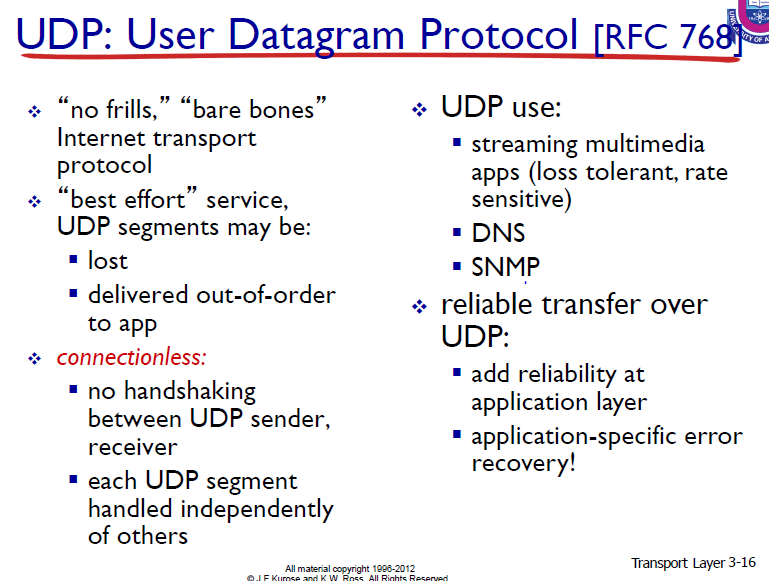 UDP: User Datagram Protocol [RFC 768]
“no frills,” “bare bones”
Internet transport
protocol
“best effort” service,
UDP segments may be:
lost
delivered out-of-order
to app
connectionless:
no handshaking
between UDP sender,
receiver
each UDP segment
handled independently
of others
UDP use:
streaming multimedia
apps (loss tolerant, rate
sensitive)
DNS
SNMP
reliable transfer over
UDP:
add reliability at
application layer
application-specific error
recovery!
All material copyright 1996-2012
© J.F Kurose and K.W. Ross, All Rights Reserved
Transport Layer 3-16